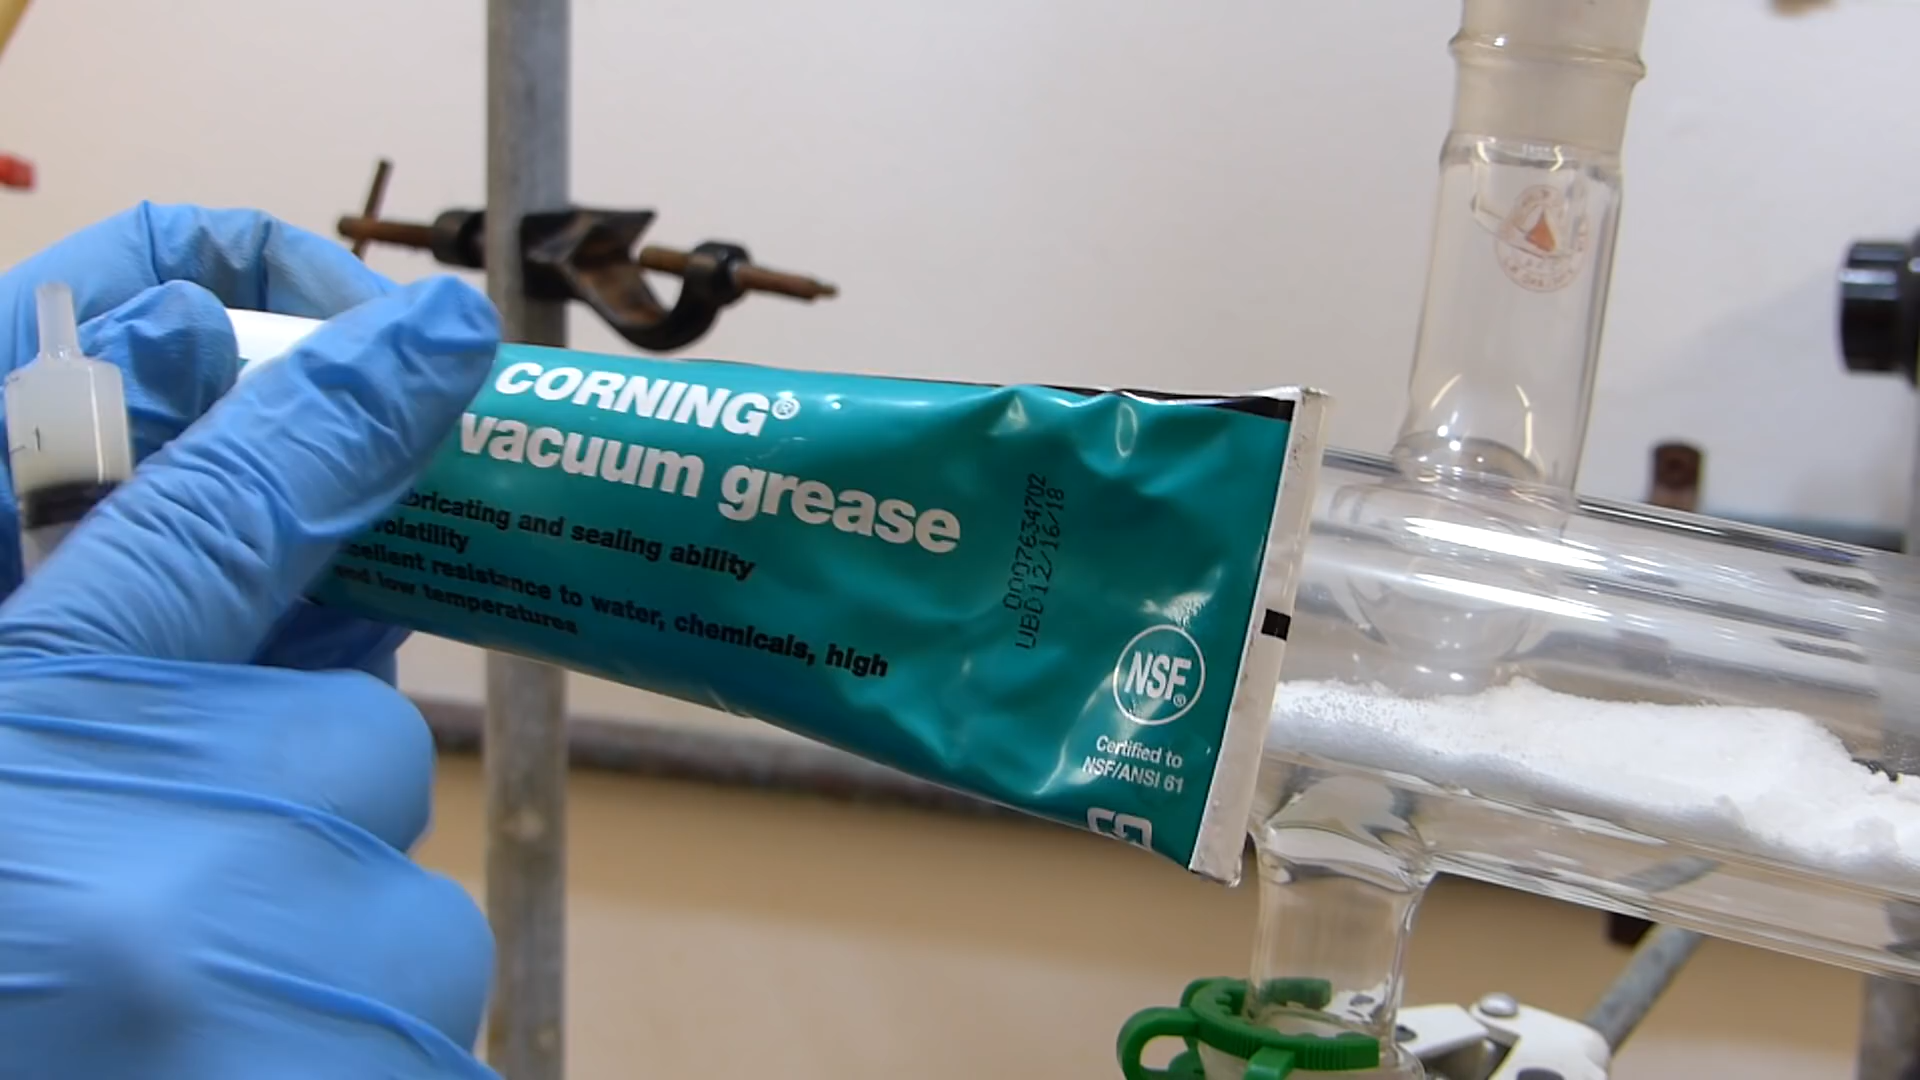 CORNING®
vacuum grease
bricating and sealing ability
volatility
cellent resistance to water, chemicals, high
and low temperatures
D007634702
UBD12/16/18
NSF®
Certified to
NSF/ANSI 61
1